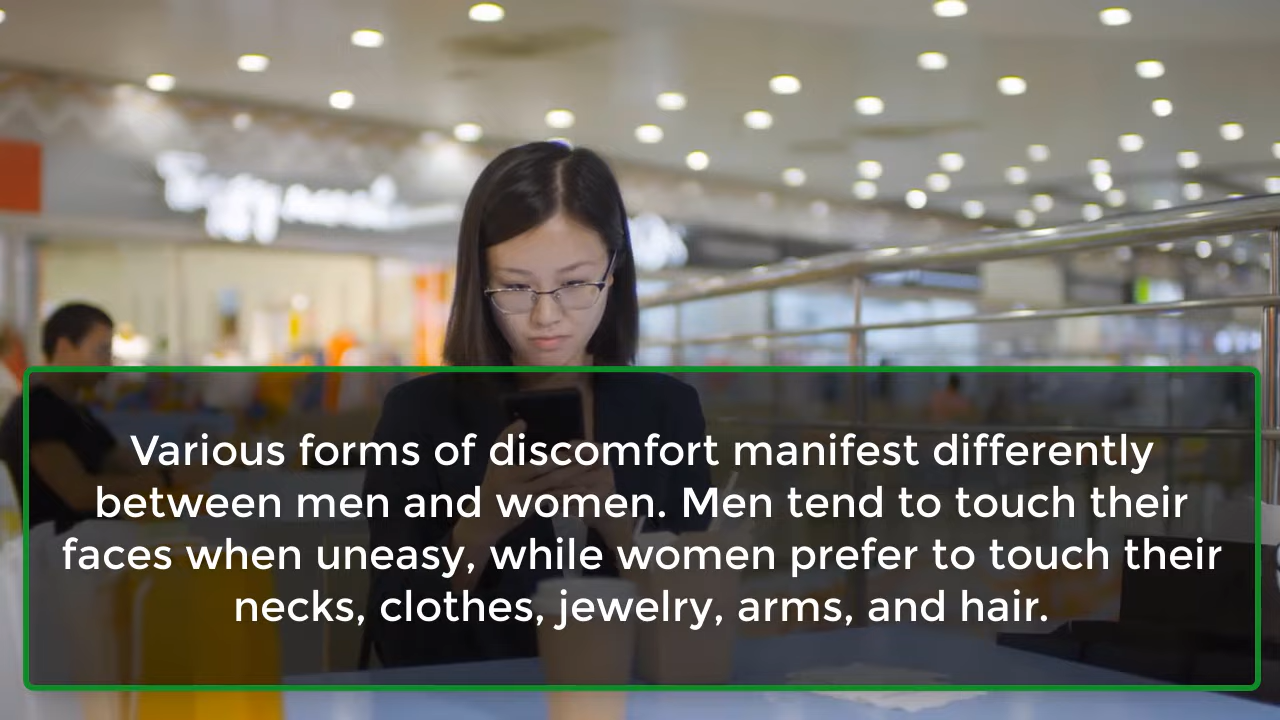 Various forms of discomfort manifest differently
between men and women. Men tend to touch their
faces when uneasy, while women prefer to touch their
necks, clothes, jewelry, arms, and hair.